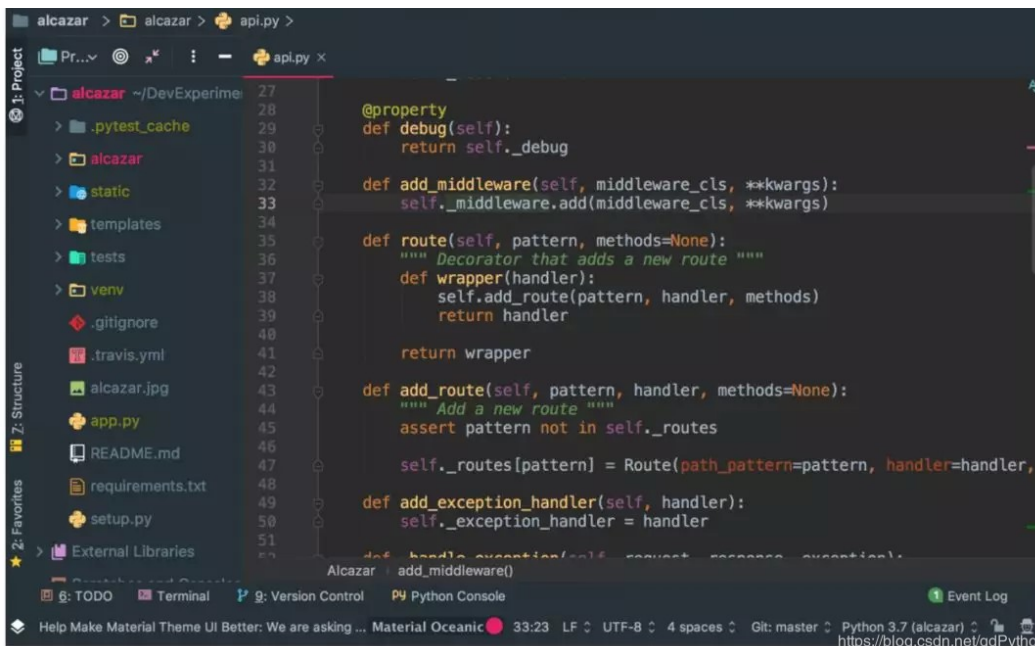 alcazar > alcazar > api.py >
1: Project
Pr...
api.py ×
alcazar ~/DevExperime
.pytest_cache
alcazar
static
templates
tests
venv
.gitignore
.travis.yml
alcazar.jpg
app.py
README.md
requirements.txt
setup.py
External Libraries
7: Structure
2: Favorites
27
28 @property
29 def debug(self):
30 return self._debug
31
32 def add_middleware(self, middleware_cls, **kwargs):
33 self._middleware.add(middleware_cls, **kwargs)
34
35 def route(self, pattern, methods=None):
36 """ Decorator that adds a new route """
37 def wrapper(handler):
38 self.add_route(pattern, handler, methods)
39 return handler
40
41 return wrapper
42
43 def add_route(self, pattern, handler, methods=None):
44 """ Add a new route """
45 assert pattern not in self._routes
46
47 self._routes[pattern] = Route(path_pattern=pattern, handler=handler,
48
49 def add_exception_handler(self, handler):
50 self._exception_handler = handler
51
Alcazar add_middleware()
6: TODO Terminal 9: Version Control Python Console Event Log
Help Make Material Theme UI Better: We are asking ... Material Oceanic 33:23 LF UTF-8 4 spaces Git: master Python 3.7 (alcazar)
https://blog.csdn.net/gdPytho